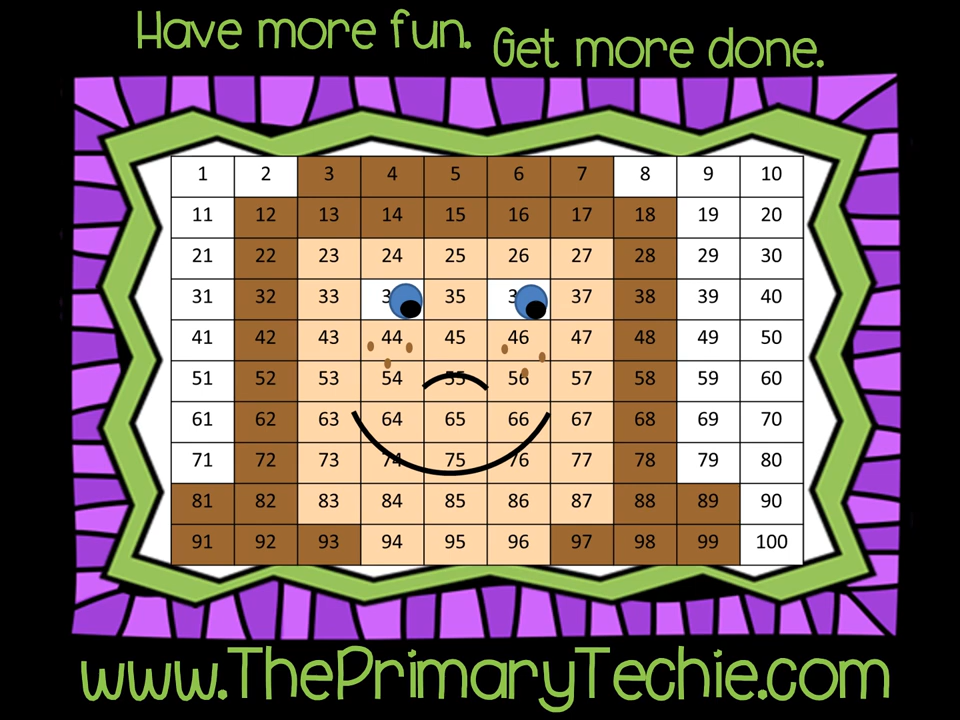 Have more fun. Get more done.
1 2 3 4 5 6 7 8 9 10
11 12 13 14 15 16 17 18 19 20
21 22 23 24 25 26 27 28 29 30
31 32 33 3 35 3 37 38 39 40
41 42 43 44 45 46 47 48 49 50
51 52 53 54 55 56 57 58 59 60
61 62 63 64 65 66 67 68 69 70
71 72 73 74 75 76 77 78 79 80
81 82 83 84 85 86 87 88 89 90
91 92 93 94 95 96 97 98 99 100
www.ThePrimaryTechie.com